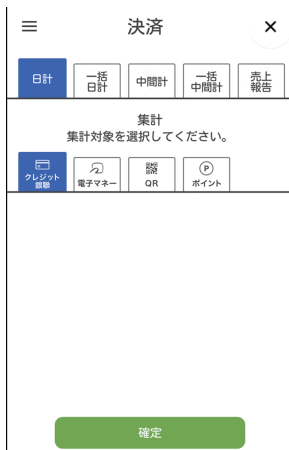 決済
日計
一括
日計
中間計
一括
中間計
売上
報告
集計
集計対象を選択してください。
クレジット
銀聯
電子マネー
QR
P
ポイント
確定